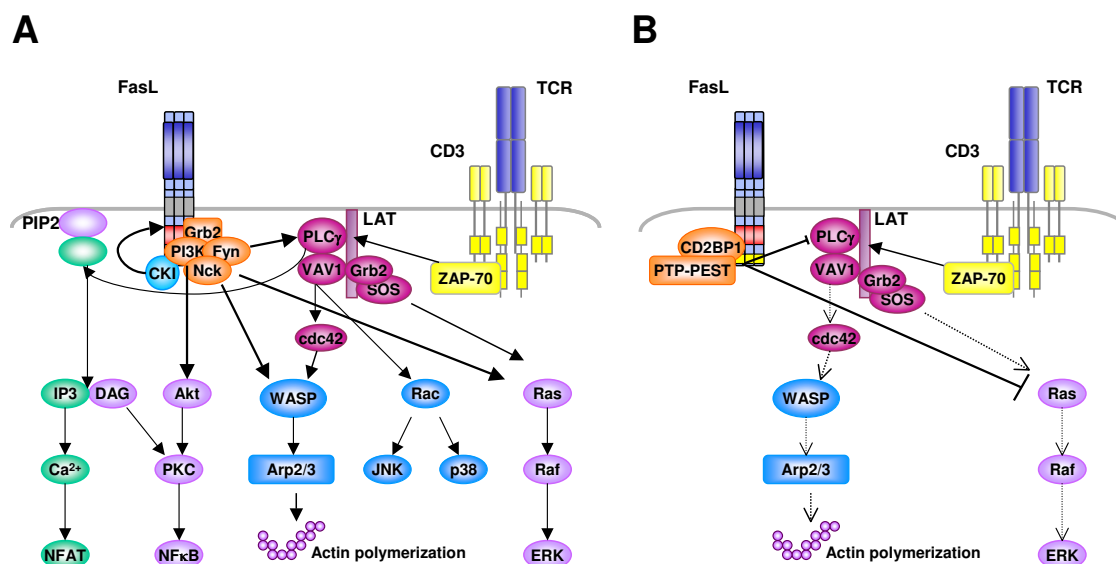 A
FasL
TCR
CD3
PIP2
LAT
Grb2
PLCγ
PI3K
Fyn
CKI
Nck
VAV1
Grb2
ZAP-70
SOS
cdc42
IP3
DAG
Akt
WASP
Rac
Ras
Ca²⁺
PKC
Arp2/3
JNK
p38
Raf
NFAT
NFκB
Actin polymerization
ERK
B
FasL
TCR
CD3
LAT
CD2BP1
PLCγ
PTP-PEST
VAV1
Grb2
ZAP-70
SOS
cdc42
WASP
Ras
Arp2/3
Raf
Actin polymerization
ERK